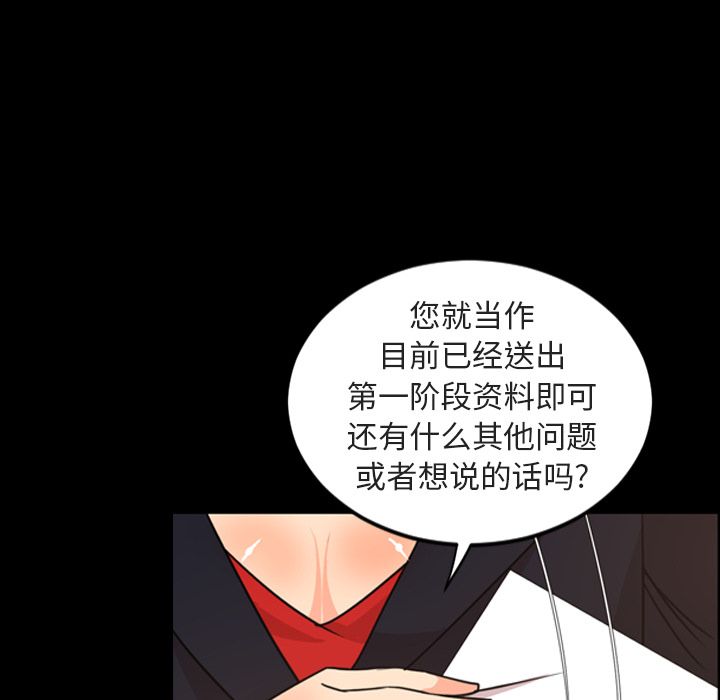 您就当作
目前已经送出
第一阶段资料即可
还有什么其他问题
或者想说的话吗?